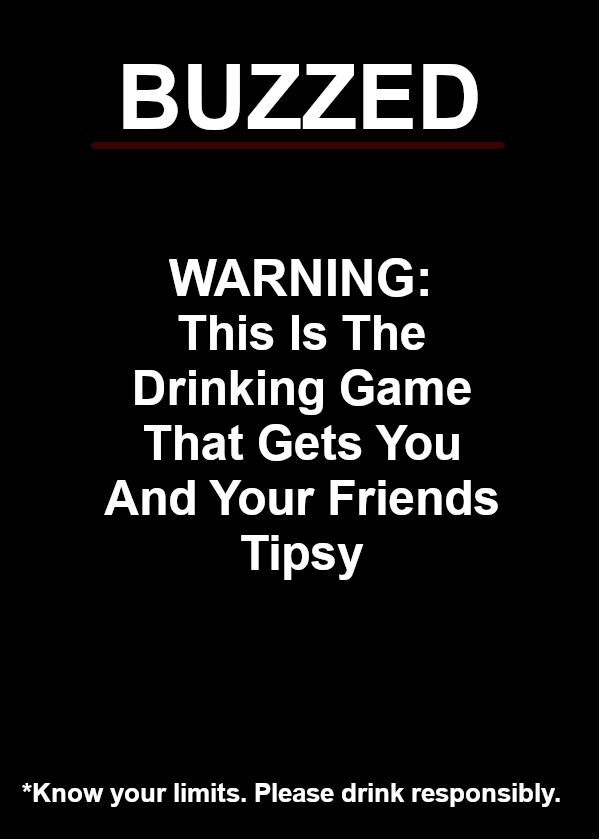 BUZZED
WARNING:
This Is The
Drinking Game
That Gets You
And Your Friends
Tipsy
*Know your limits. Please drink responsibly.